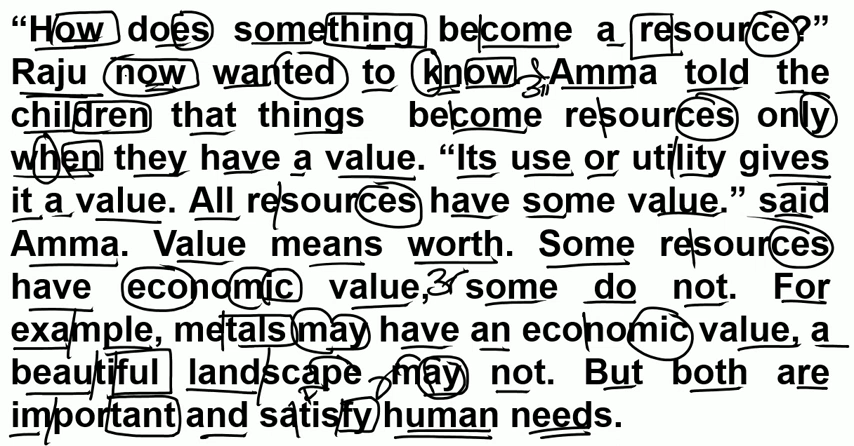 “How does something become a resource?”
Raju now wanted to know. Amma told the
children that things become resources only
when they have a value. “Its use or utility gives
it a value. All resources have some value.” said
Amma. Value means worth. Some resources
have economic value, some do not. For
example, metals may have an economic value, a
beautiful landscape may not. But both are
important and satisfy human needs.